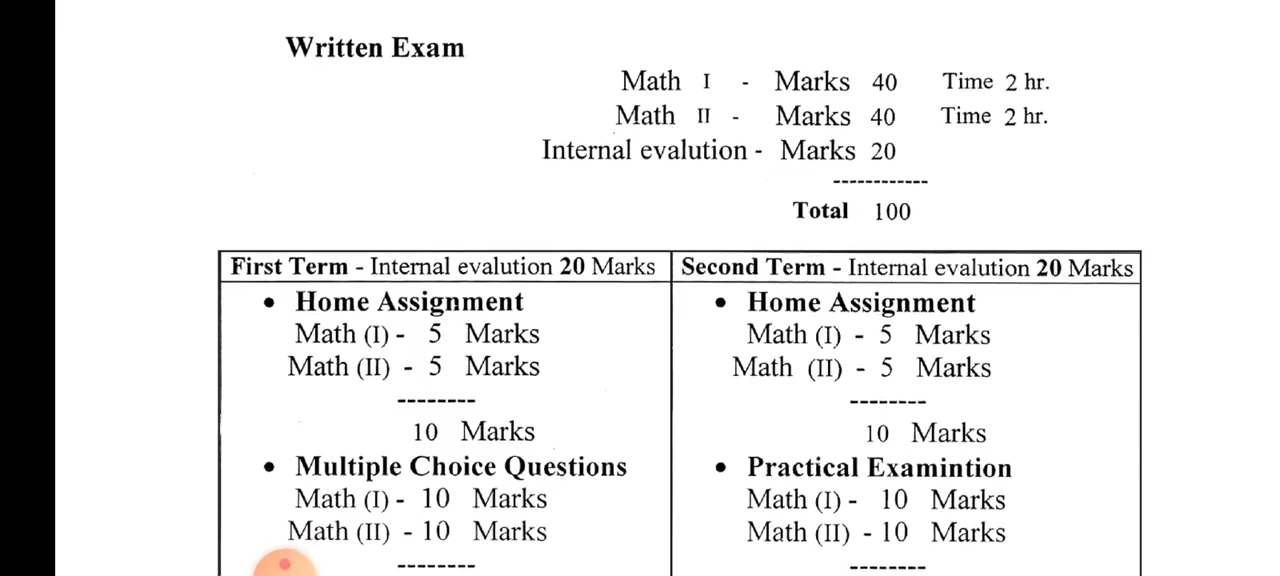 Written Exam
Math I - Marks 40 Time 2 hr.
Math II - Marks 40 Time 2 hr.
Internal evalution - Marks 20
------------
Total 100
First Term - Internal evalution 20 Marks
• Home Assignment
Math (I) - 5 Marks
Math (II) - 5 Marks
--------
10 Marks
• Multiple Choice Questions
Math (I) - 10 Marks
Math (II) - 10 Marks
--------
Second Term - Internal evalution 20 Marks
• Home Assignment
Math (I) - 5 Marks
Math (II) - 5 Marks
--------
10 Marks
• Practical Examintion
Math (I) - 10 Marks
Math (II) - 10 Marks
--------